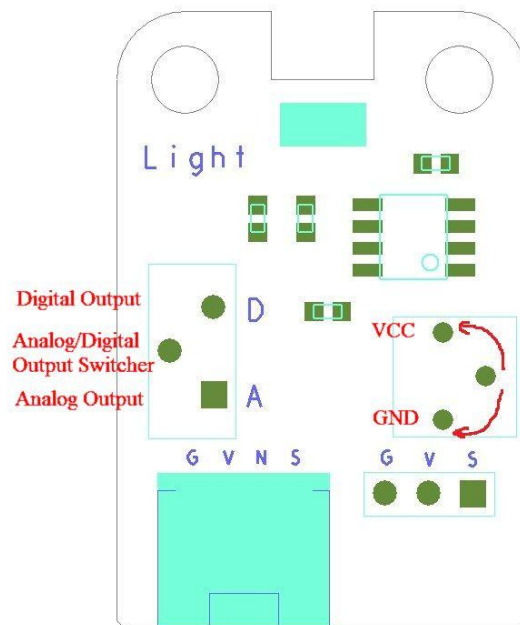 Light
Digital Output
D
VCC
Analog/Digital
Output Switcher
Analog Output
A
GND
G V N S
G V S